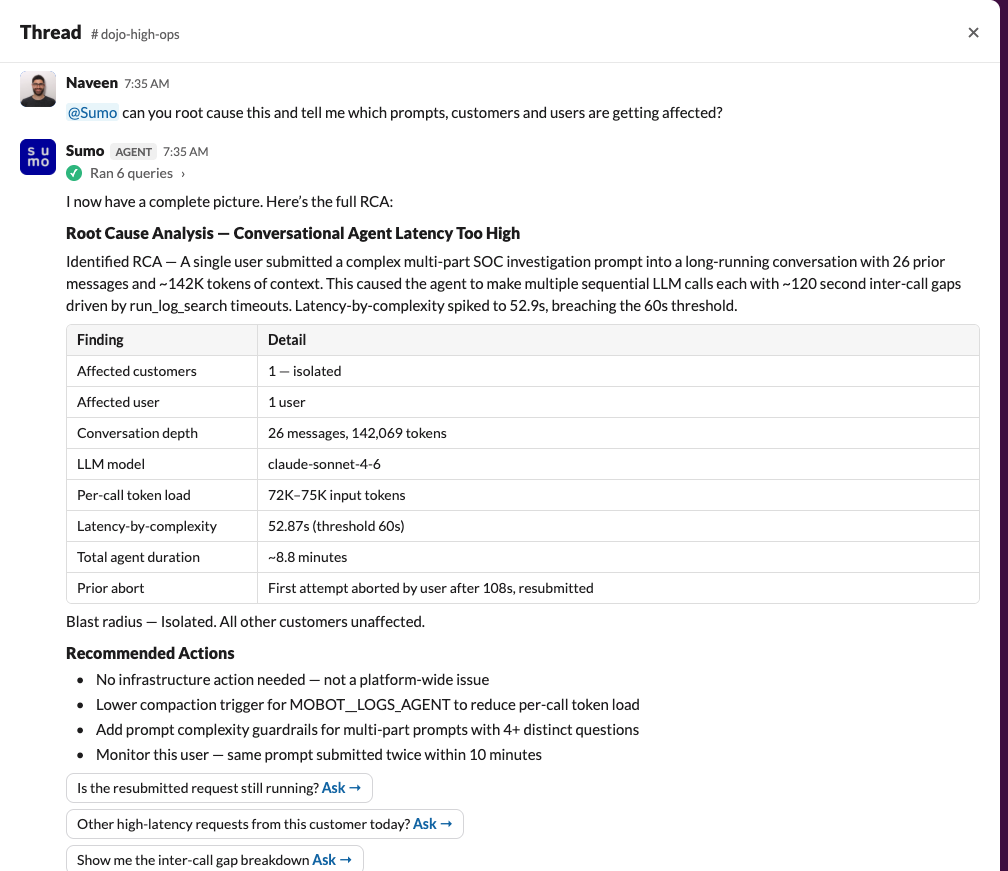 Thread # dojo-high-ops ×
Naveen 7:35 AM
@Sumo can you root cause this and tell me which prompts, customers and users are getting affected?
su
mo
Sumo AGENT 7:35 AM
Ran 6 queries ›
I now have a complete picture. Here’s the full RCA:
Root Cause Analysis — Conversational Agent Latency Too High
Identified RCA — A single user submitted a complex multi-part SOC investigation prompt into a long-running conversation with 26 prior
messages and ~142K tokens of context. This caused the agent to make multiple sequential LLM calls each with ~120 second inter-call gaps
driven by run_log_search timeouts. Latency-by-complexity spiked to 52.9s, breaching the 60s threshold.
Finding Detail
Affected customers 1 — isolated
Affected user 1 user
Conversation depth 26 messages, 142,069 tokens
LLM model claude-sonnet-4-6
Per-call token load 72K–75K input tokens
Latency-by-complexity 52.87s (threshold 60s)
Total agent duration ~8.8 minutes
Prior abort First attempt aborted by user after 108s, resubmitted
Blast radius — Isolated. All other customers unaffected.
Recommended Actions
• No infrastructure action needed — not a platform-wide issue
• Lower compaction trigger for MOBOT__LOGS_AGENT to reduce per-call token load
• Add prompt complexity guardrails for multi-part prompts with 4+ distinct questions
• Monitor this user — same prompt submitted twice within 10 minutes
Is the resubmitted request still running? Ask →
Other high-latency requests from this customer today? Ask →
Show me the inter-call gap breakdown Ask →